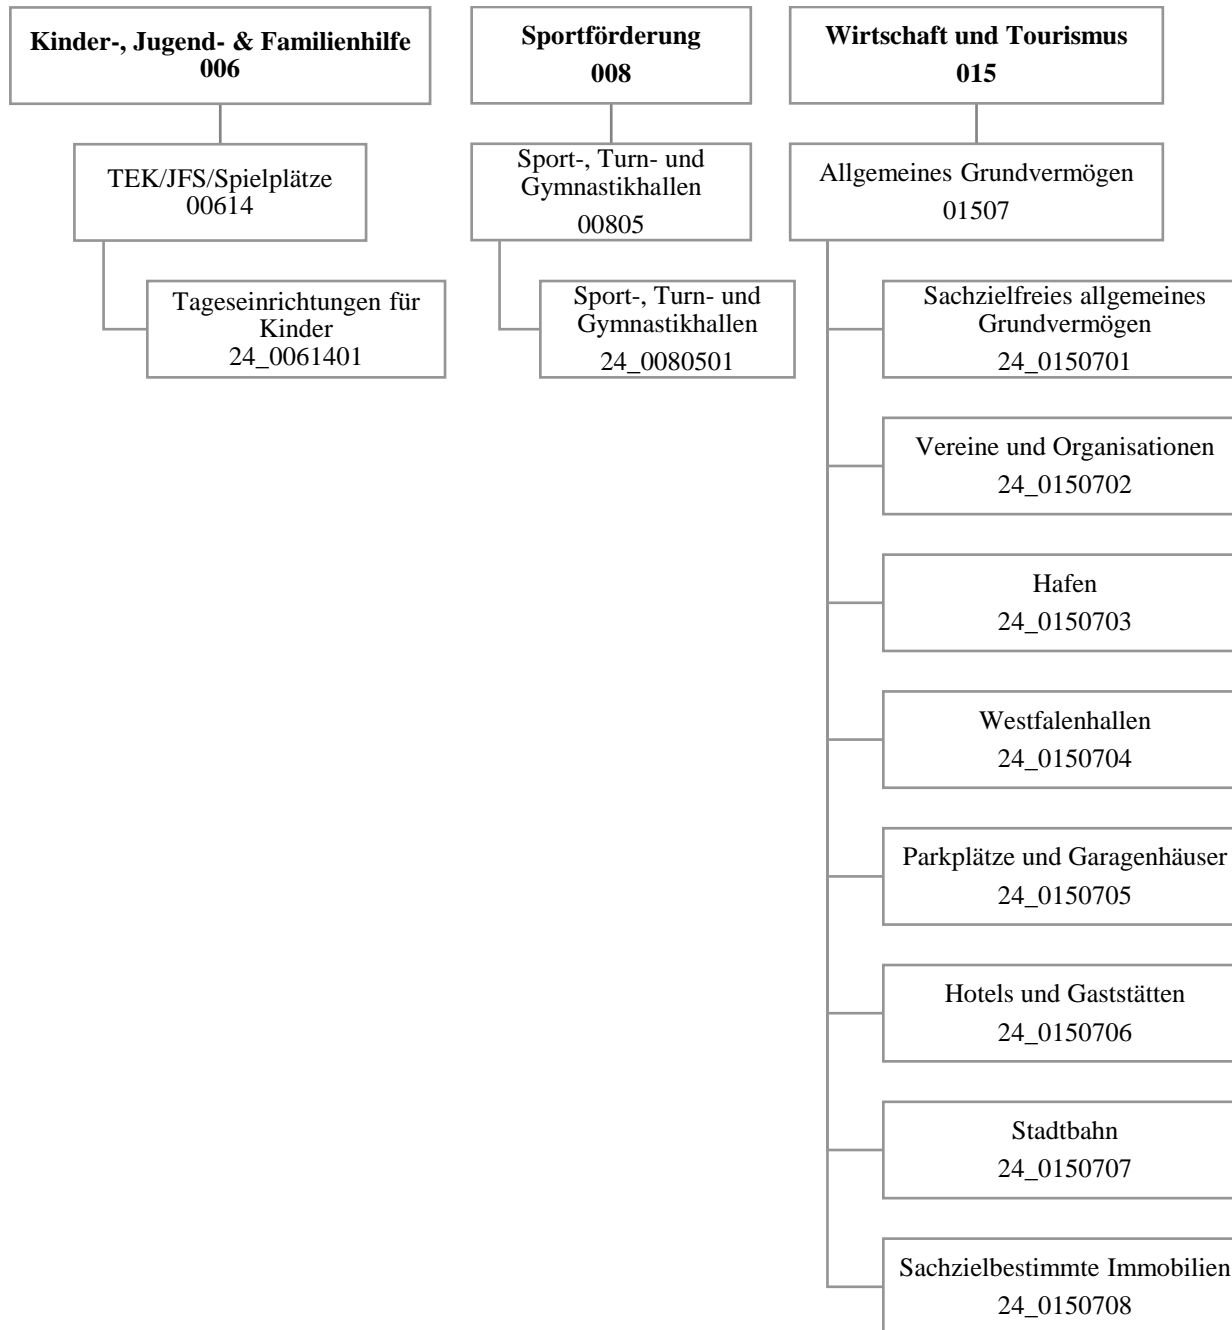 Kinder-, Jugend- & Familienhilfe
006
TEK/JFS/Spielplätze
00614
Tageseinrichtungen für
Kinder
24_0061401
Sportförderung
008
Sport-, Turn- und
Gymnastikhallen
00805
Sport-, Turn- und
Gymnastikhallen
24_0080501
Wirtschaft und Tourismus
015
Allgemeines Grundvermögen
01507
Sachzielfreies allgemeines
Grundvermögen
24_0150701
Vereine und Organisationen
24_0150702
Hafen
24_0150703
Westfalenhallen
24_0150704
Parkplätze und Garagenhäuser
24_0150705
Hotels und Gaststätten
24_0150706
Stadtbahn
24_0150707
Sachzielbestimmte Immobilien
24_0150708